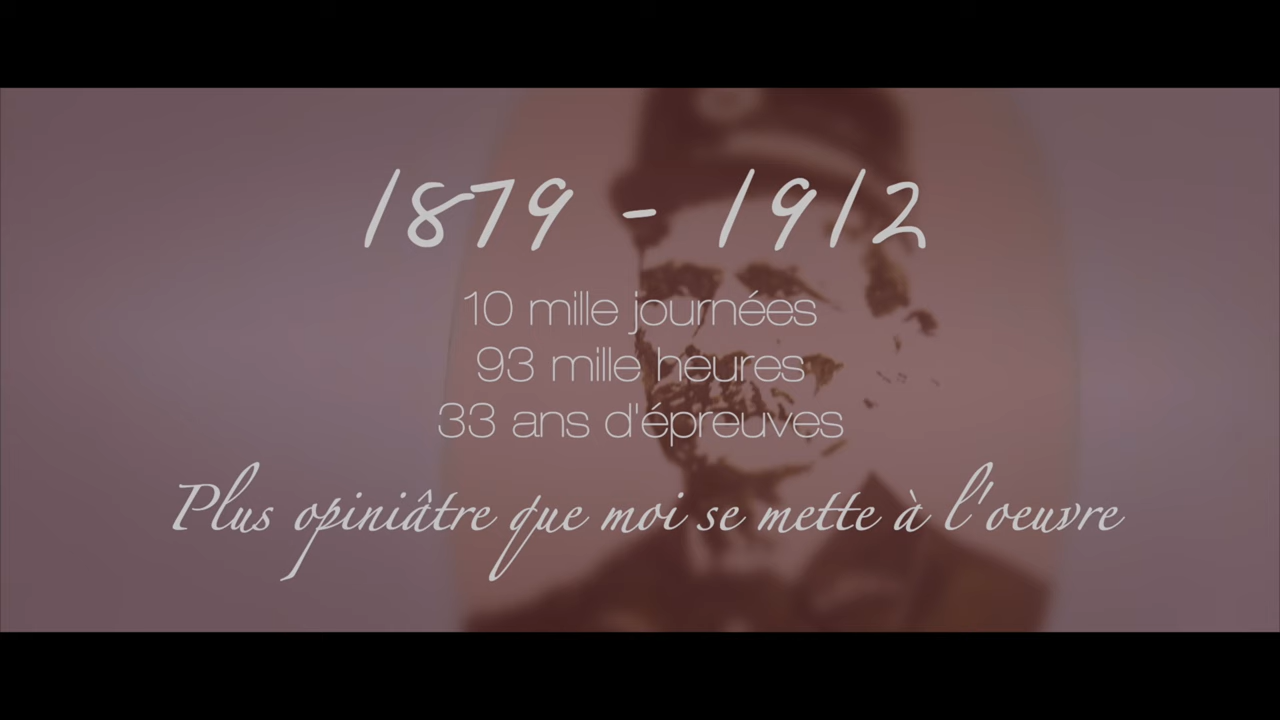 1879 - 1912
10 mille journées
93 mille heures
33 ans d'épreuves
Plus opiniâtre que moi se mette à l'oeuvre